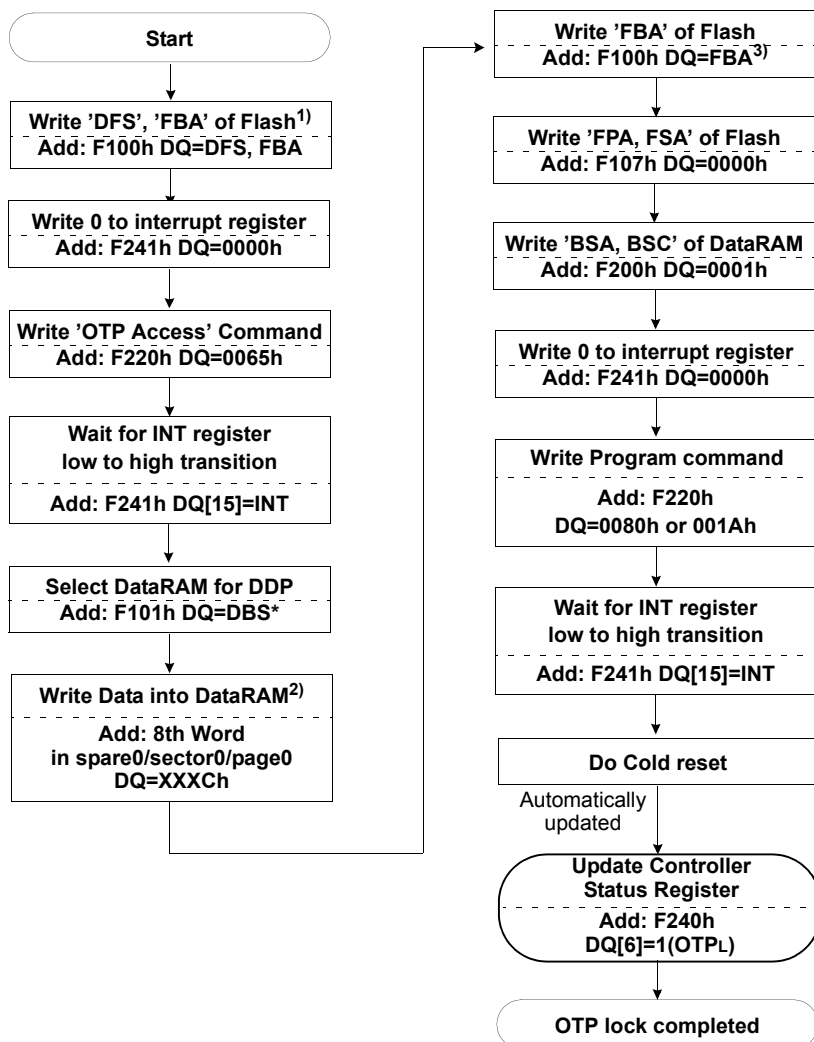 Start
Write ’DFS’, ’FBA’ of Flash1)
Add: F100h DQ=DFS, FBA
Write 0 to interrupt register
Add: F241h DQ=0000h
Write ’OTP Access’ Command
Add: F220h DQ=0065h
Wait for INT register
low to high transition
Add: F241h DQ[15]=INT
Select DataRAM for DDP
Add: F101h DQ=DBS*
Write Data into DataRAM2)
Add: 8th Word
in spare0/sector0/page0
DQ=XXXCh
Write ’FBA’ of Flash
Add: F100h DQ=FBA3)
Write ’FPA, FSA’ of Flash
Add: F107h DQ=0000h
Write ’BSA, BSC’ of DataRAM
Add: F200h DQ=0001h
Write 0 to interrupt register
Add: F241h DQ=0000h
Write Program command
Add: F220h
DQ=0080h or 001Ah
Wait for INT register
low to high transition
Add: F241h DQ[15]=INT
Do Cold reset
Automatically
updated
Update Controller
Status Register
Add: F240h
DQ[6]=1(OTPL)
OTP lock completed